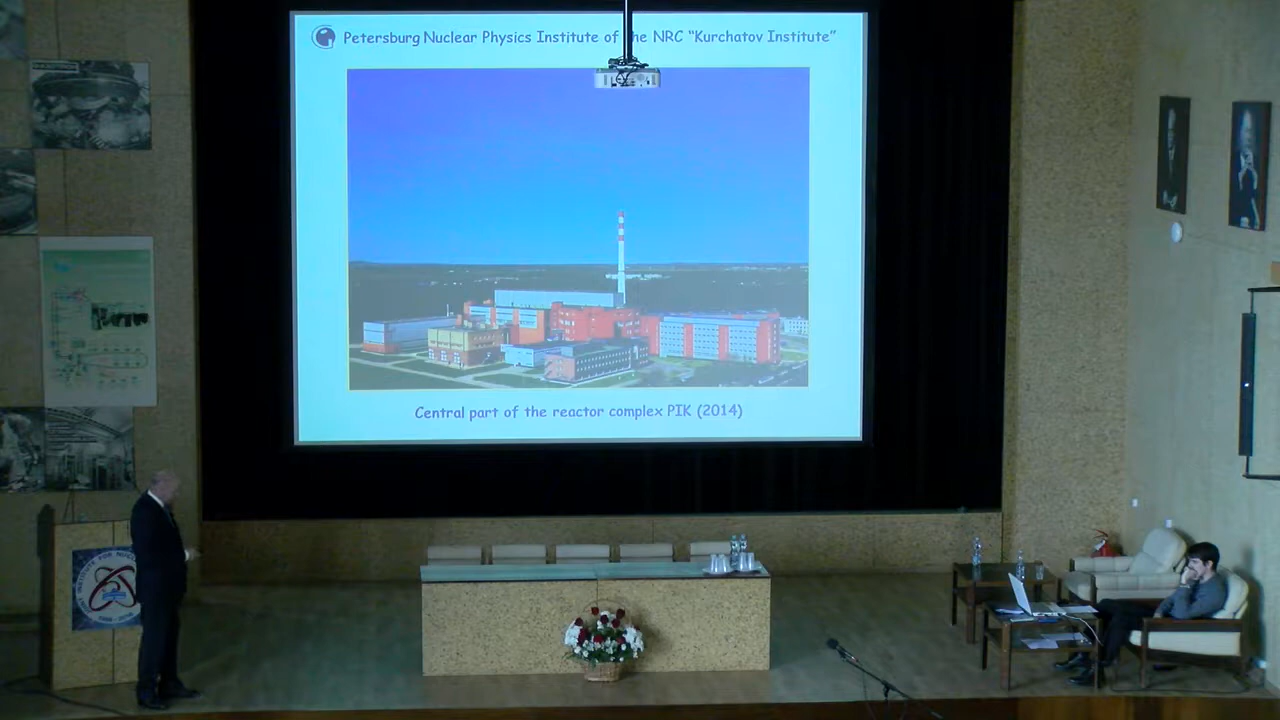 Petersburg Nuclear Physics Institute of the NRC "Kurchatov Institute"
Central part of the reactor complex PIK (2014)